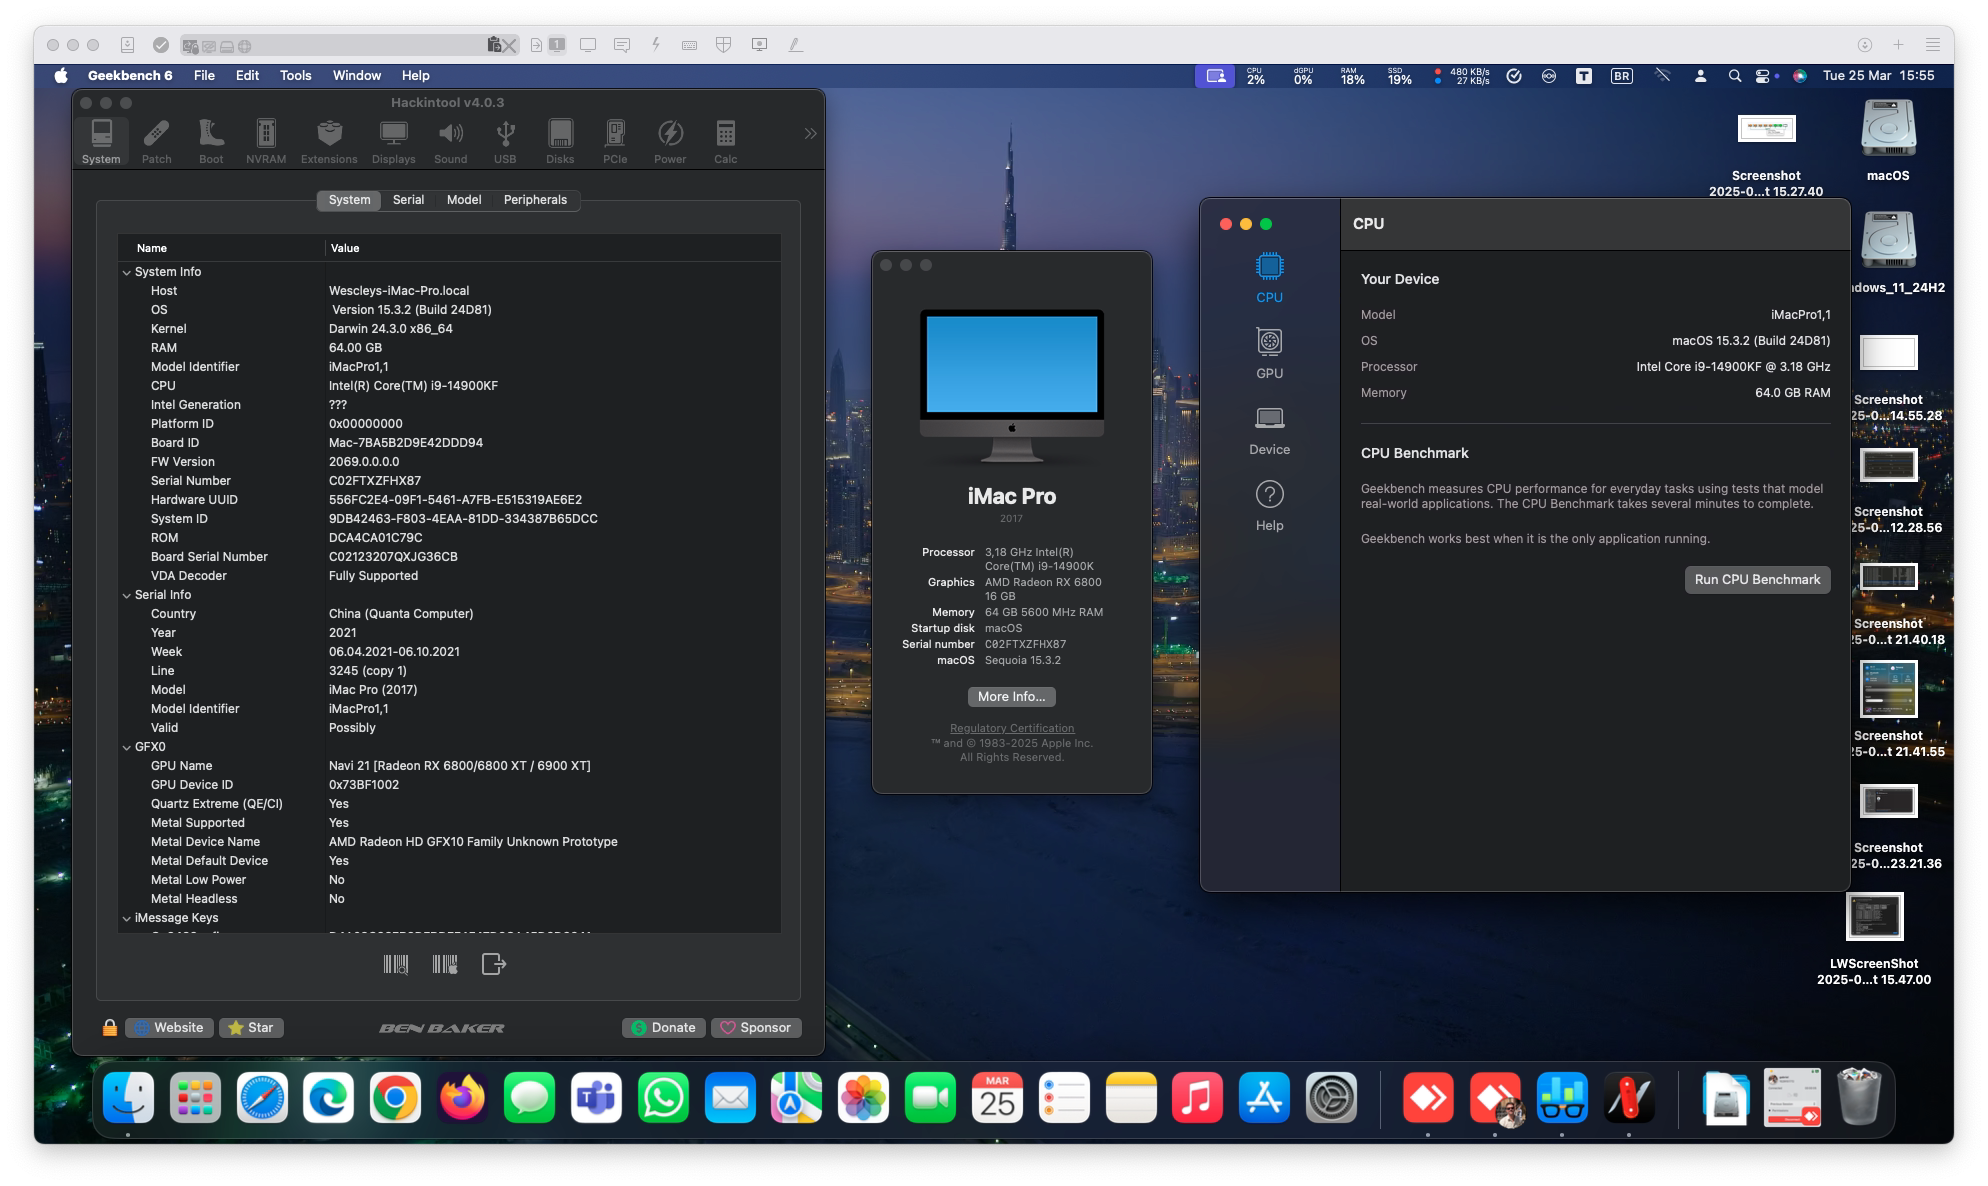 1
Geekbench 6 File Edit Tools Window Help
CPU 2% dGPU 0% RAM 18% SSD 19% 480 KB/s 27 KB/s T BR Tue 25 Mar 15:55
Hackintool v4.0.3
System Patch Boot NVRAM Extensions Displays Sound USB Disks PCIe Power Calc
System Serial Model Peripherals
Name Value
System Info
Host Wescleys-iMac-Pro.local
OS Version 15.3.2 (Build 24D81)
Kernel Darwin 24.3.0 x86_64
RAM 64.00 GB
Model Identifier iMacPro1,1
CPU Intel(R) Core(TM) i9-14900KF
Intel Generation ???
Platform ID 0x00000000
Board ID Mac-7BA5B2D9E42DDD94
FW Version 2069.0.0.0.0
Serial Number C02FTXZFHX87
Hardware UUID 556FC2E4-09F1-5461-A7FB-E515319AE6E2
System ID 9DB42463-F803-4EAA-81DD-334387B65DCC
ROM DCA4CA01C79C
Board Serial Number C02123207QXJG36CB
VDA Decoder Fully Supported
Serial Info
Country China (Quanta Computer)
Year 2021
Week 06.04.2021-06.10.2021
Line 3245 (copy 1)
Model iMac Pro (2017)
Model Identifier iMacPro1,1
Valid Possibly
GFX0
GPU Name Navi 21 [Radeon RX 6800/6800 XT / 6900 XT]
GPU Device ID 0x73BF1002
Quartz Extreme (QE/CI) Yes
Metal Supported Yes
Metal Device Name AMD Radeon HD GFX10 Family Unknown Prototype
Metal Default Device Yes
Metal Low Power No
Metal Headless No
iMessage Keys
Website Star BEN BAKER Donate Sponsor
iMac Pro
2017
Processor 3,18 GHz Intel(R)
Core(TM) i9-14900K
Graphics AMD Radeon RX 6800
16 GB
Memory 64 GB 5600 MHz RAM
Startup disk macOS
Serial number C02FTXZFHX87
macOS Sequoia 15.3.2
More Info...
Regulatory Certification
™ and © 1983-2025 Apple Inc.
All Rights Reserved.
CPU
GPU
Device
Help
CPU
Your Device
Model iMacPro1,1
OS macOS 15.3.2 (Build 24D81)
Processor Intel Core i9-14900KF @ 3.18 GHz
Memory 64.0 GB RAM
CPU Benchmark
Geekbench measures CPU performance for everyday tasks using tests that model
real-world applications. The CPU Benchmark takes several minutes to complete.
Geekbench works best when it is the only application running.
Run CPU Benchmark
Screenshot
2025-0...t 15.27.40
macOS
ndows_11_24H2
Screenshot
25-0...14.55.28
Screenshot
25-0...12.28.56
Screenshot
25-0...t 21.40.18
Screenshot
25-0...t 21.41.55
Screenshot
25-0...23.21.36
LWScreenShot
2025-0...t 15.47.00
MAR
25